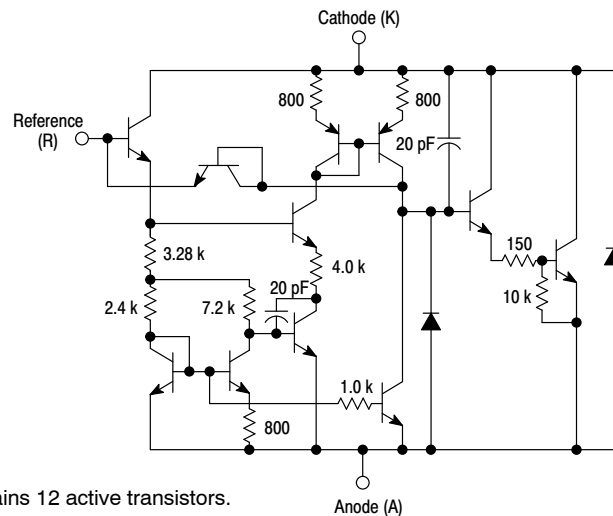 Cathode (K)
800
800
Reference
(R)
20 pF
3.28 k
4.0 k
150
20 pF
2.4 k
7.2 k
10 k
1.0 k
800
ains 12 active transistors.
Anode (A)